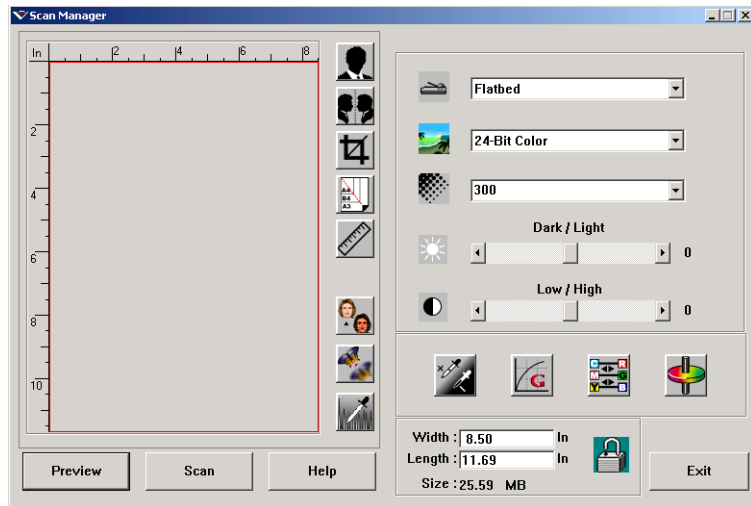 Scan Manager
In
2
4
6
8
2
4
6
8
10
A4
B4
A3
Flatbed
24-Bit Color
300
Dark / Light
0
Low / High
0
G
C R
M G
Y B
Width : 8.50 In
Length : 11.69 In
Size : 25.59 MB
Preview
Scan
Help
Exit